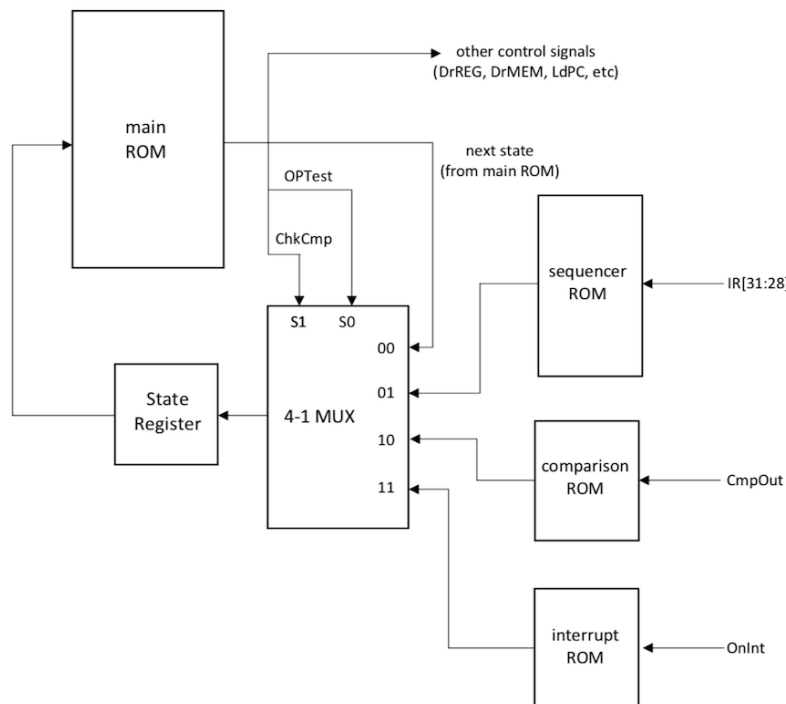 other control signals
(DrREG, DrMEM, LdPC, etc)
main
ROM
next state
(from main ROM)
OPTest
ChkCmp
sequencer
ROM
IR[31:28]
S1 S0
00
01
10
11
4-1 MUX
State
Register
comparison
ROM
CmpOut
interrupt
ROM
OnInt